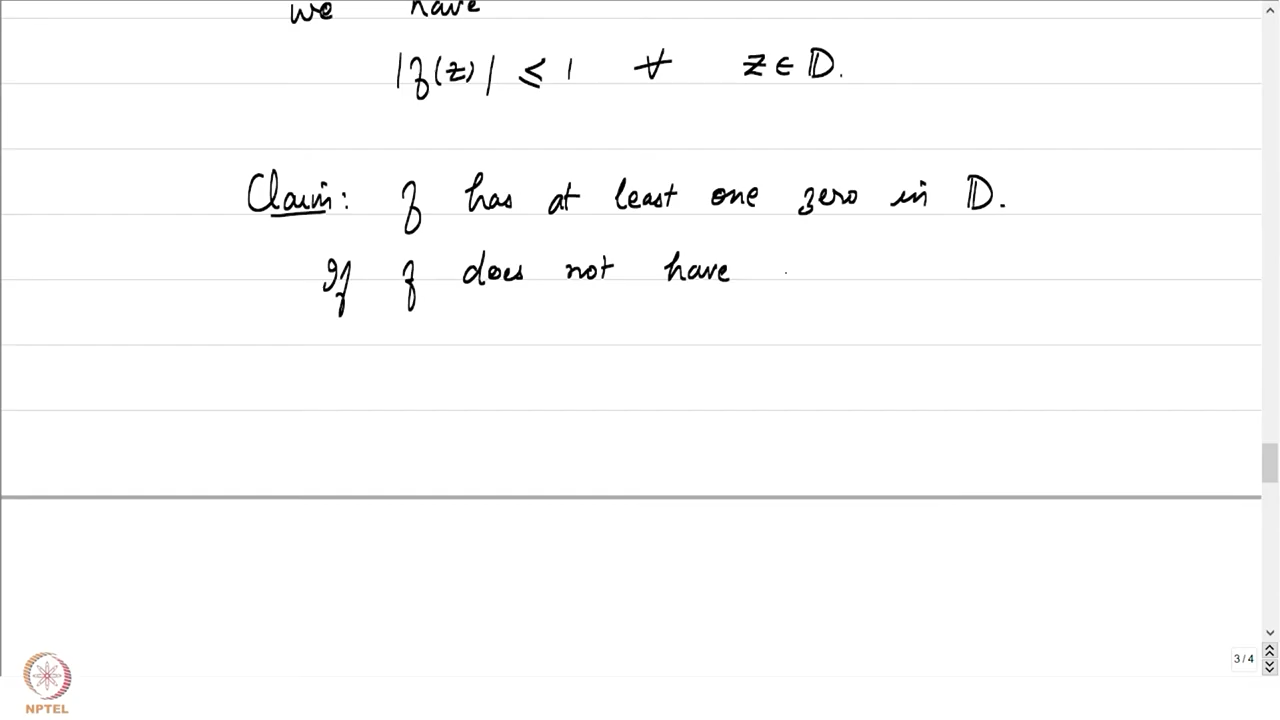 we have
|f(z)| ≤ 1 ∀ z ∈ 𝔻.
Claim: f has at least one zero in 𝔻.
If f does not have
3 / 4
NPTEL